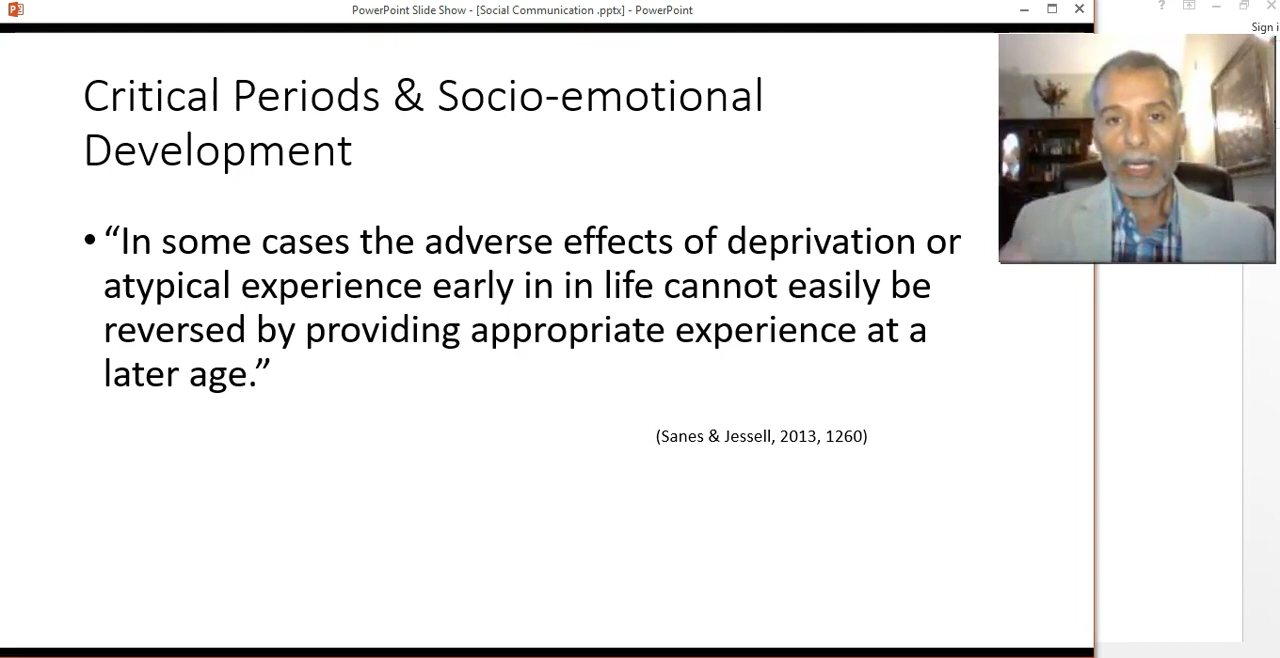 PowerPoint Slide Show - [Social Communication .pptx] - PowerPoint
?
Sign i
Critical Periods & Socio-emotional
Development
• “In some cases the adverse effects of deprivation or
atypical experience early in in life cannot easily be
reversed by providing appropriate experience at a
later age.”
(Sanes & Jessell, 2013, 1260)